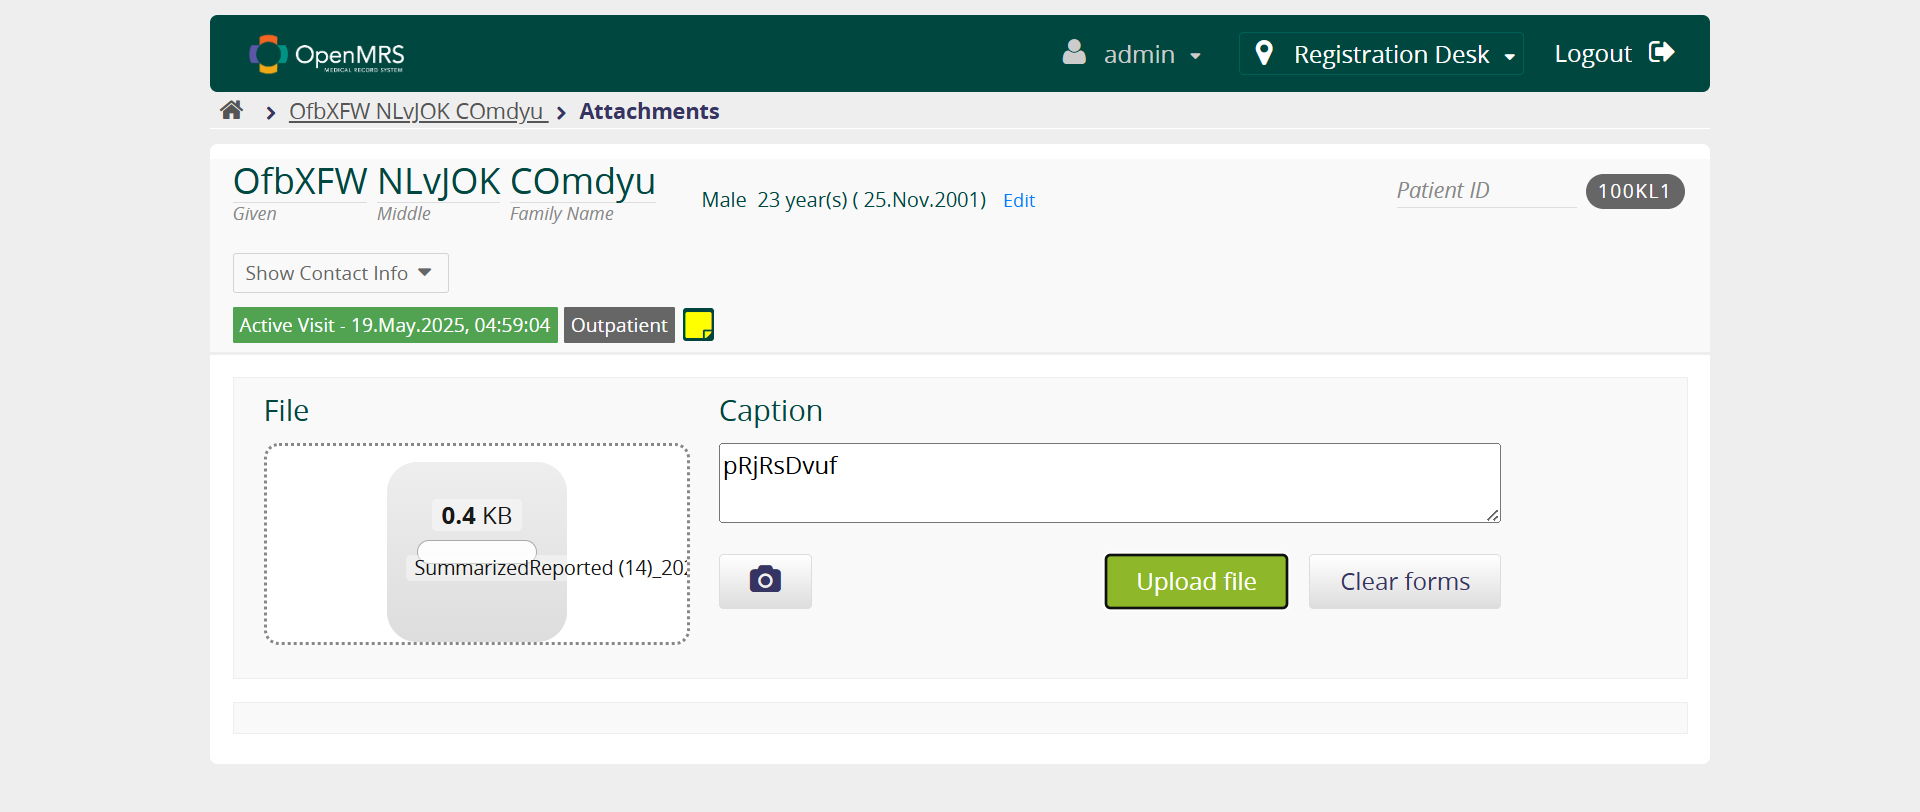 OpenMRS
MEDICAL RECORD SYSTEM
admin
Registration Desk
Logout
OfbXFW NLvJOK COmdyu
Attachments
OfbXFW NLvJOK COmdyu
Given Middle Family Name
Male 23 year(s) ( 25.Nov.2001) Edit
Patient ID 100KL1
Show Contact Info
Active Visit - 19.May.2025, 04:59:04
Outpatient
File
0.4 KB
SummarizedReported (14)_202
Caption
pRjRsDvuf
Upload file
Clear forms